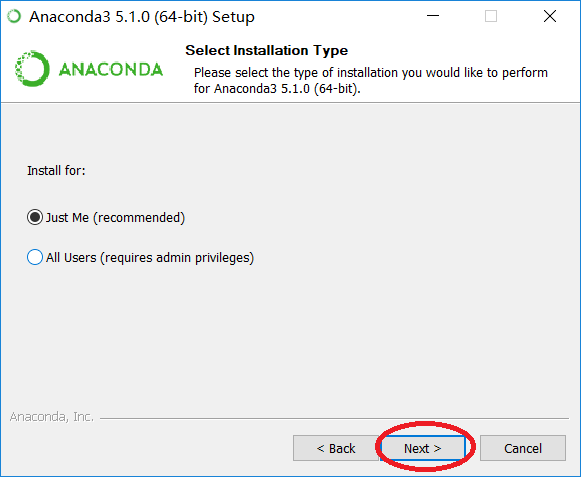 Anaconda3 5.1.0 (64-bit) Setup
ANACONDA
Select Installation Type
Please select the type of installation you would like to perform
for Anaconda3 5.1.0 (64-bit).
Install for:
Just Me (recommended)
All Users (requires admin privileges)
Anaconda, Inc.
< Back
Next >
Cancel